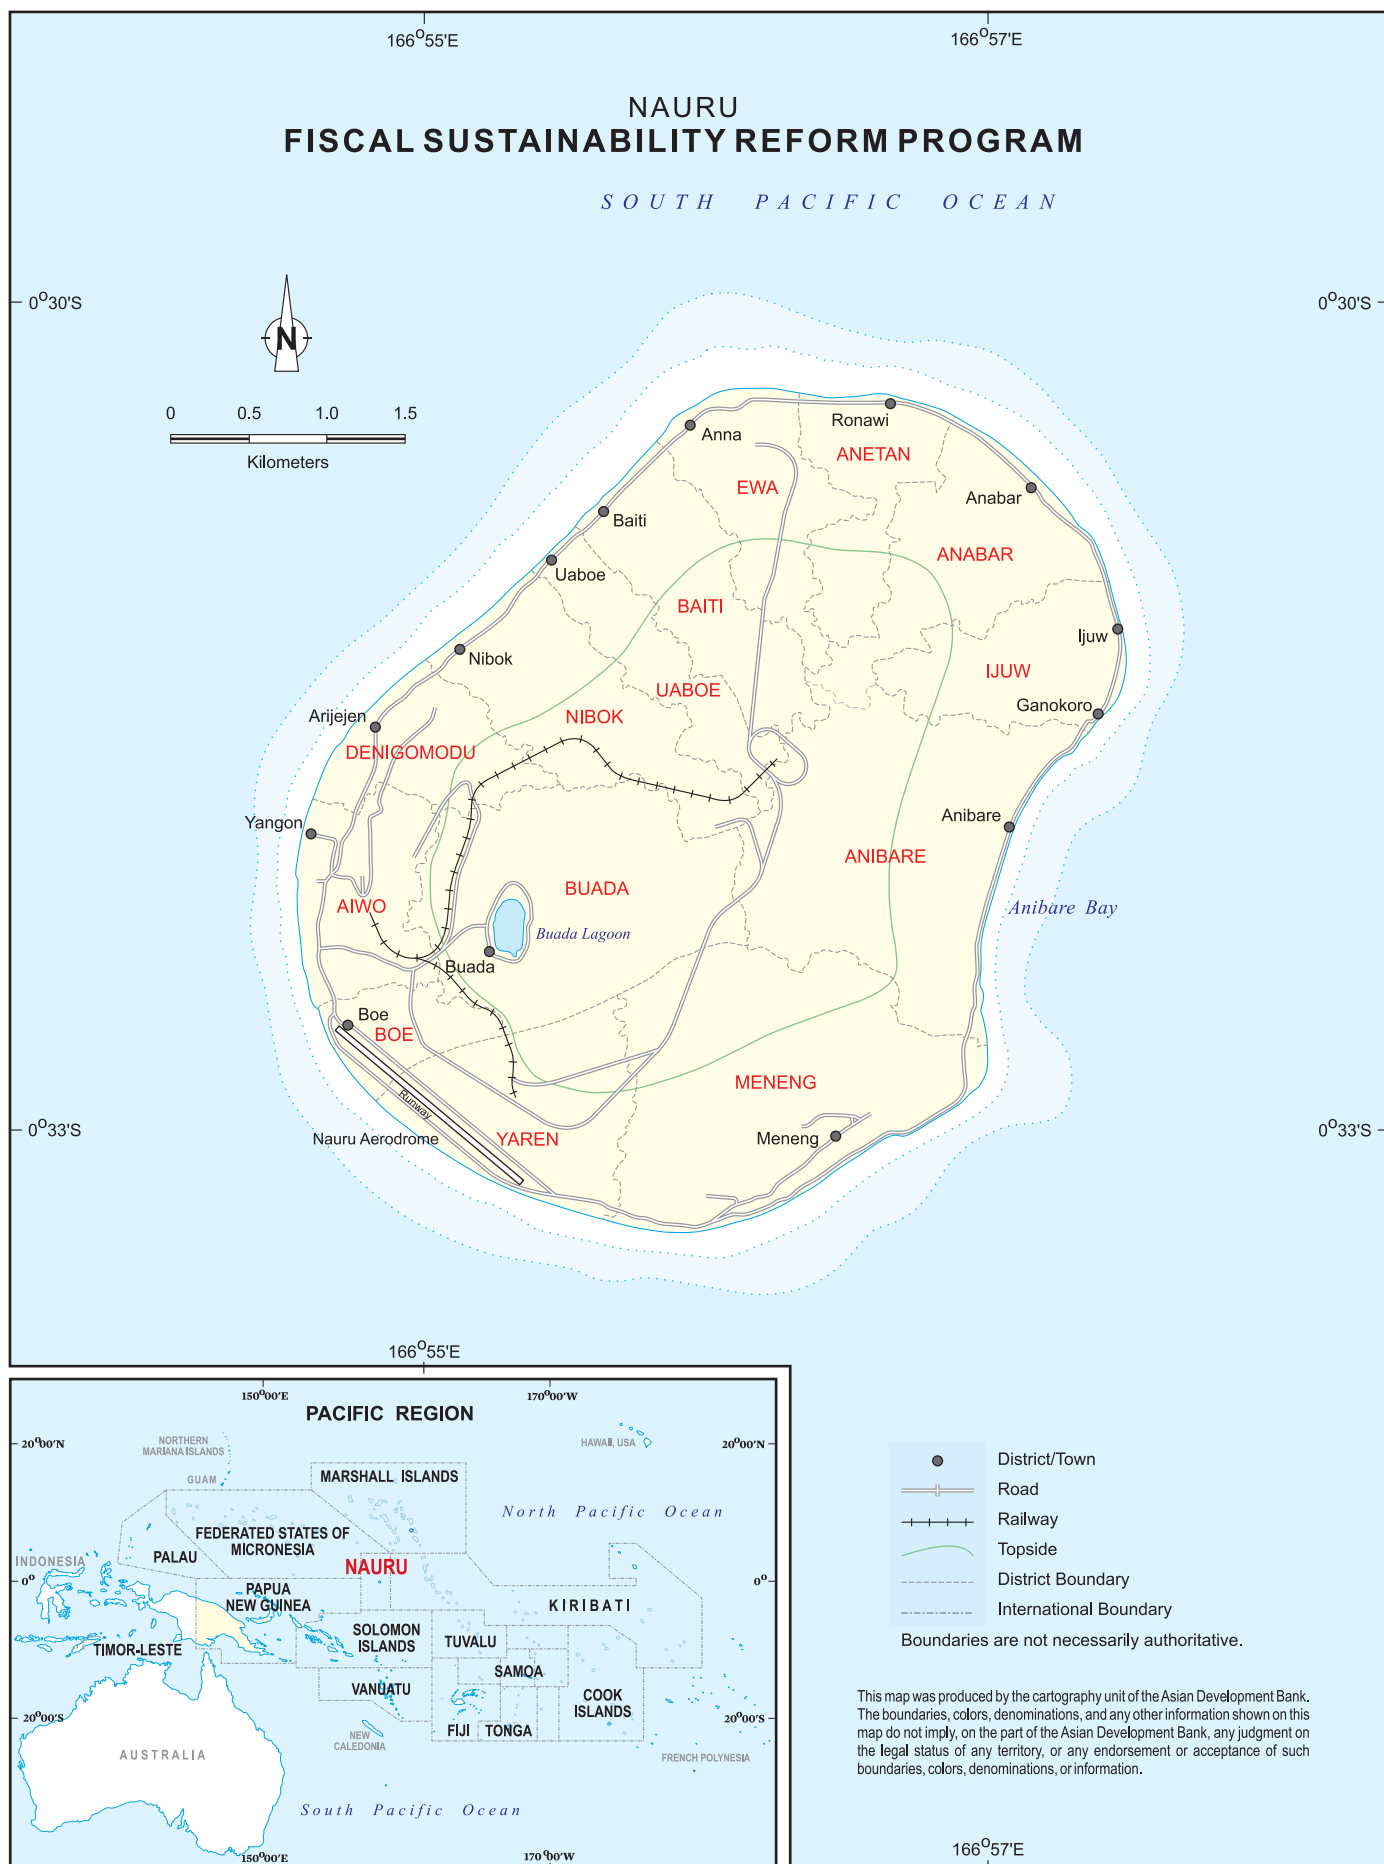 166°55'E
166°57'E
NAURU
FISCAL SUSTAINABILITY REFORM PROGRAM
SOUTH PACIFIC OCEAN
0°30'S
0°30'S
N
0 0.5 1.0 1.5
Kilometers
Ronawi
Anna
ANETAN
EWA
Anabar
Baiti
ANABAR
Uaboe
BAITI
Ijuw
Nibok
IJUW
UABOE
Ganokoro
Arijejen
NIBOK
DENIGOMODU
Anibare
Yangon
ANIBARE
BUADA
AIWO
Anibare Bay
Buada Lagoon
Buada
Boe
BOE
MENENG
Runway
0°33'S
Nauru Aerodrome
YAREN
Meneng
0°33'S
166°55'E
150°00'E
170°00'W
PACIFIC REGION
20°00'N
20°00'N
NORTHERN
MARIANA ISLANDS
HAWAII, USA
GUAM
MARSHALL ISLANDS
North Pacific Ocean
FEDERATED STATES OF
MICRONESIA
PALAU
INDONESIA
NAURU
0°
0°
PAPUA
NEW GUINEA
KIRIBATI
SOLOMON
ISLANDS
TUVALU
TIMOR-LESTE
SAMOA
VANUATU
COOK
ISLANDS
20°00'S
20°00'S
FIJI
TONGA
NEW
CALEDONIA
AUSTRALIA
FRENCH POLYNESIA
South Pacific Ocean
150°00'E
170°00'W
District/Town
Road
Railway
Topside
District Boundary
International Boundary
Boundaries are not necessarily authoritative.
This map was produced by the cartography unit of the Asian Development Bank.
The boundaries, colors, denominations, and any other information shown on this
map do not imply, on the part of the Asian Development Bank, any judgment on
the legal status of any territory, or any endorsement or acceptance of such
boundaries, colors, denominations, or information.
166°57'E